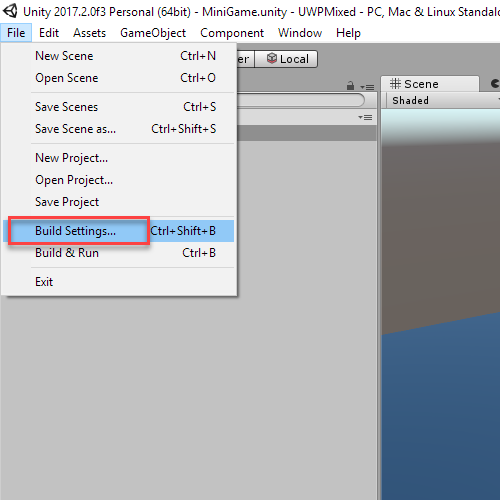 Unity 2017.2.0f3 Personal (64bit) - MiniGame.unity - UWPMixed - PC, Mac & Linux Standalo
File Edit Assets GameObject Component Window Help
New Scene Ctrl+N
Open Scene Ctrl+O
Save Scenes Ctrl+S
Save Scene as... Ctrl+Shift+S
New Project...
Open Project...
Save Project
Build Settings... Ctrl+Shift+B
Build & Run Ctrl+B
Exit
er Local
Scene
Shaded